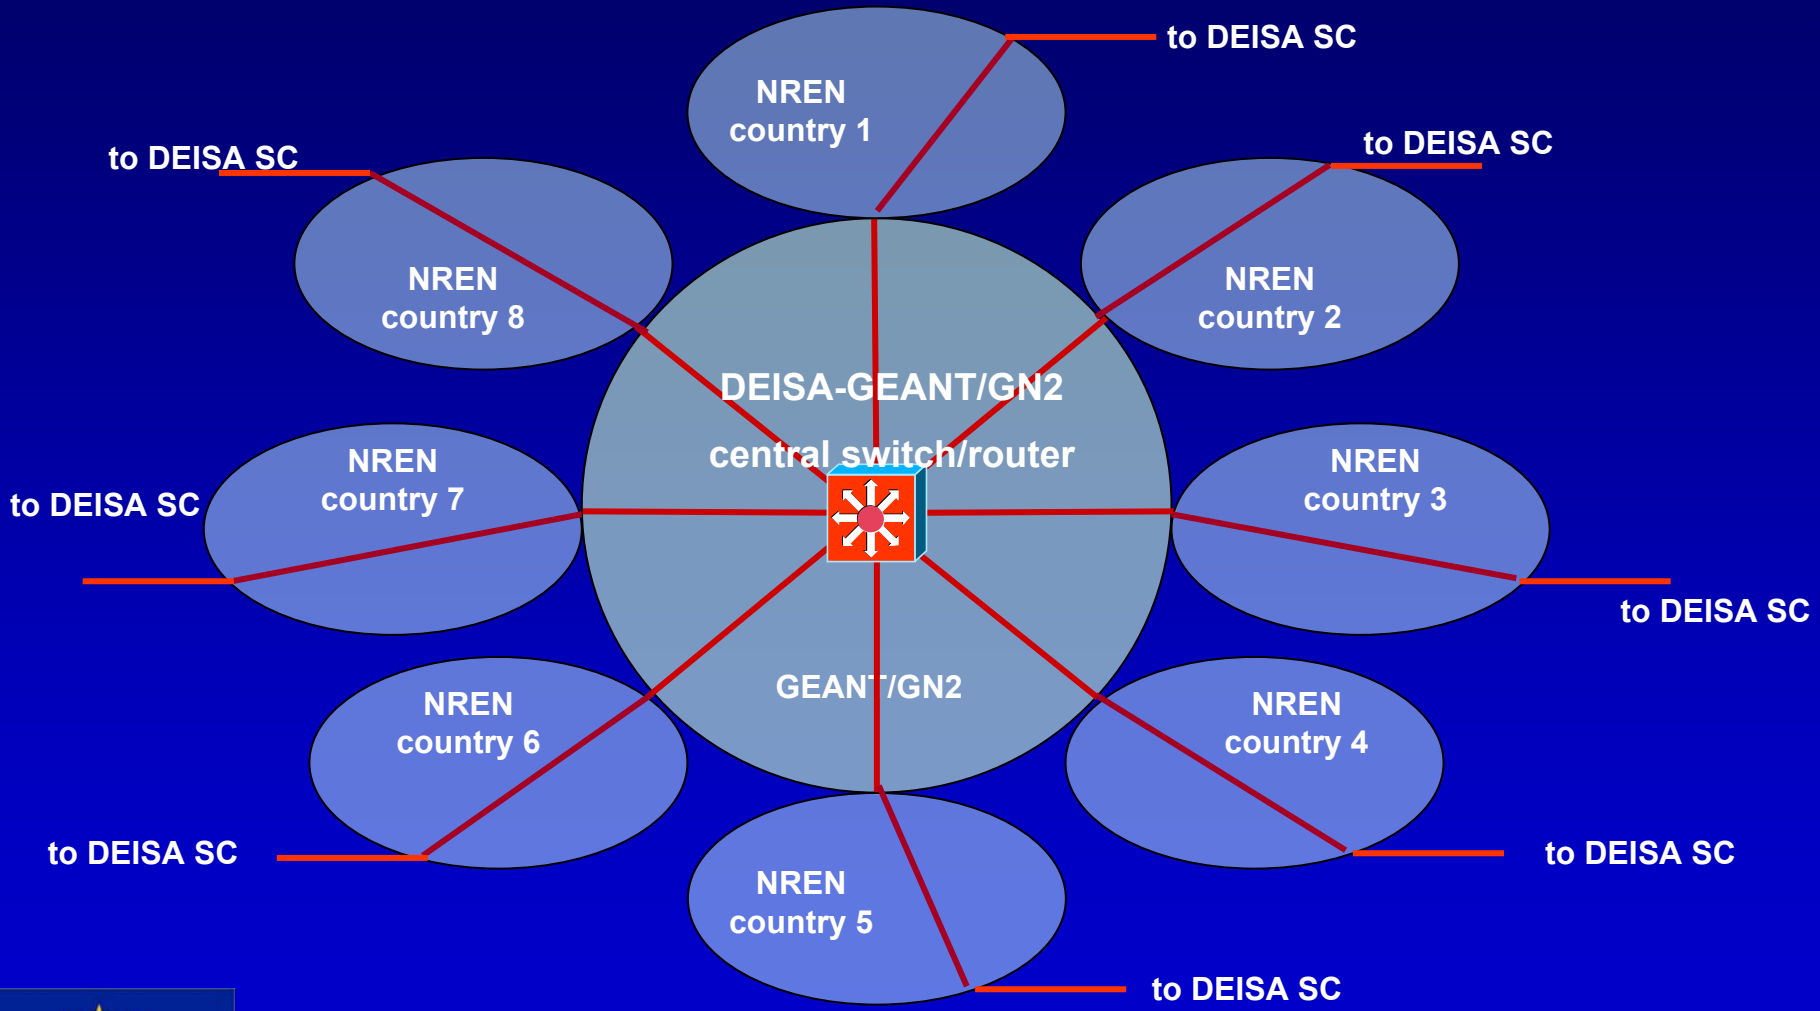 to DEISA SC
NREN
country 1
to DEISA SC
to DEISA SC
NREN
country 8
NREN
country 2
DEISA-GEANT/GN2
central switch/router
NREN
country 7
NREN
country 3
to DEISA SC
to DEISA SC
GEANT/GN2
NREN
country 6
NREN
country 4
to DEISA SC
to DEISA SC
NREN
country 5
to DEISA SC